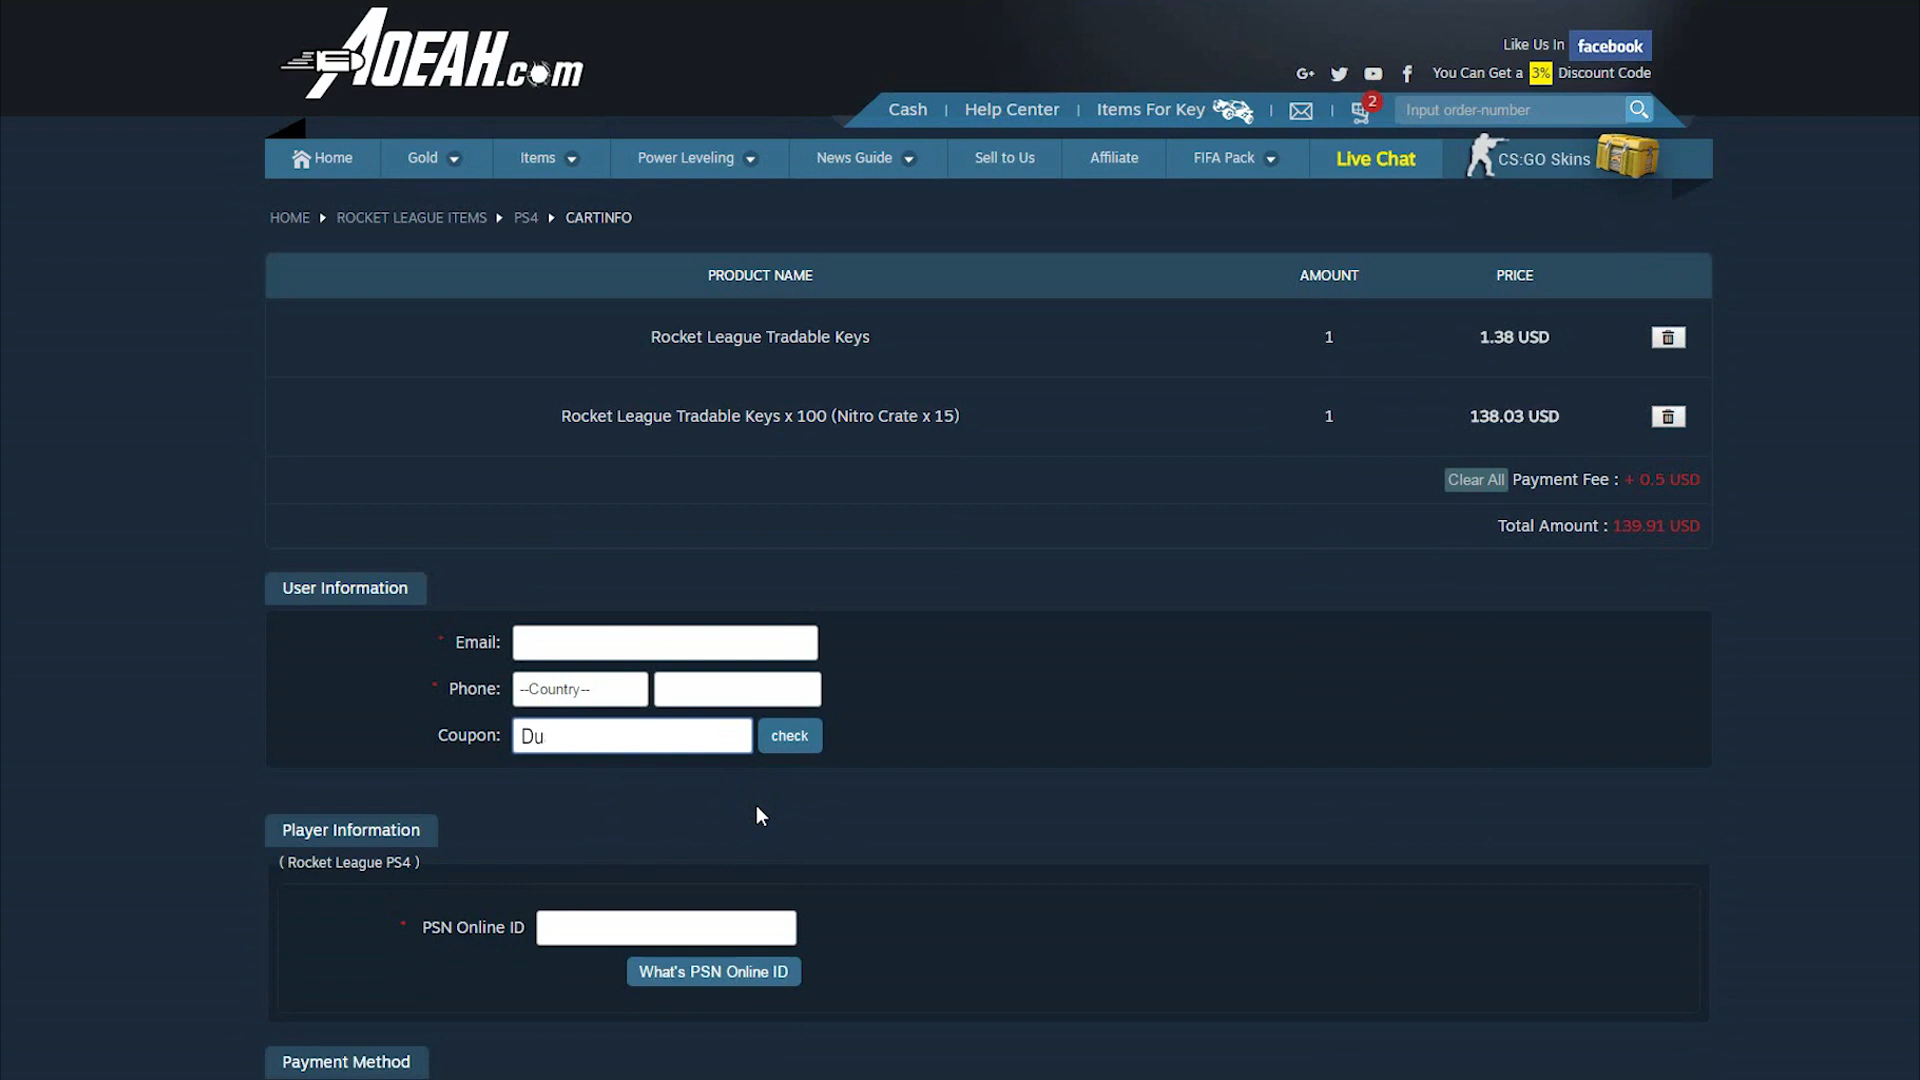 AOEAH.com
Like Us In facebook
G+ You Can Get a 3% Discount Code
Cash | Help Center | Items For Key | | 2 Input order-number
Home Gold Items Power Leveling News Guide Sell to Us Affiliate FIFA Pack Live Chat CS:GO Skins
HOME ROCKET LEAGUE ITEMS PS4 CARTINFO
PRODUCT NAME AMOUNT PRICE
Rocket League Tradable Keys 1 1.38 USD
Rocket League Tradable Keys x 100 (Nitro Crate x 15) 1 138.03 USD
Clear All Payment Fee : + 0.5 USD
Total Amount : 139.91 USD
User Information
* Email:
* Phone: --Country--
Coupon: Du check
Player Information
( Rocket League PS4 )
* PSN Online ID
What's PSN Online ID
Payment Method